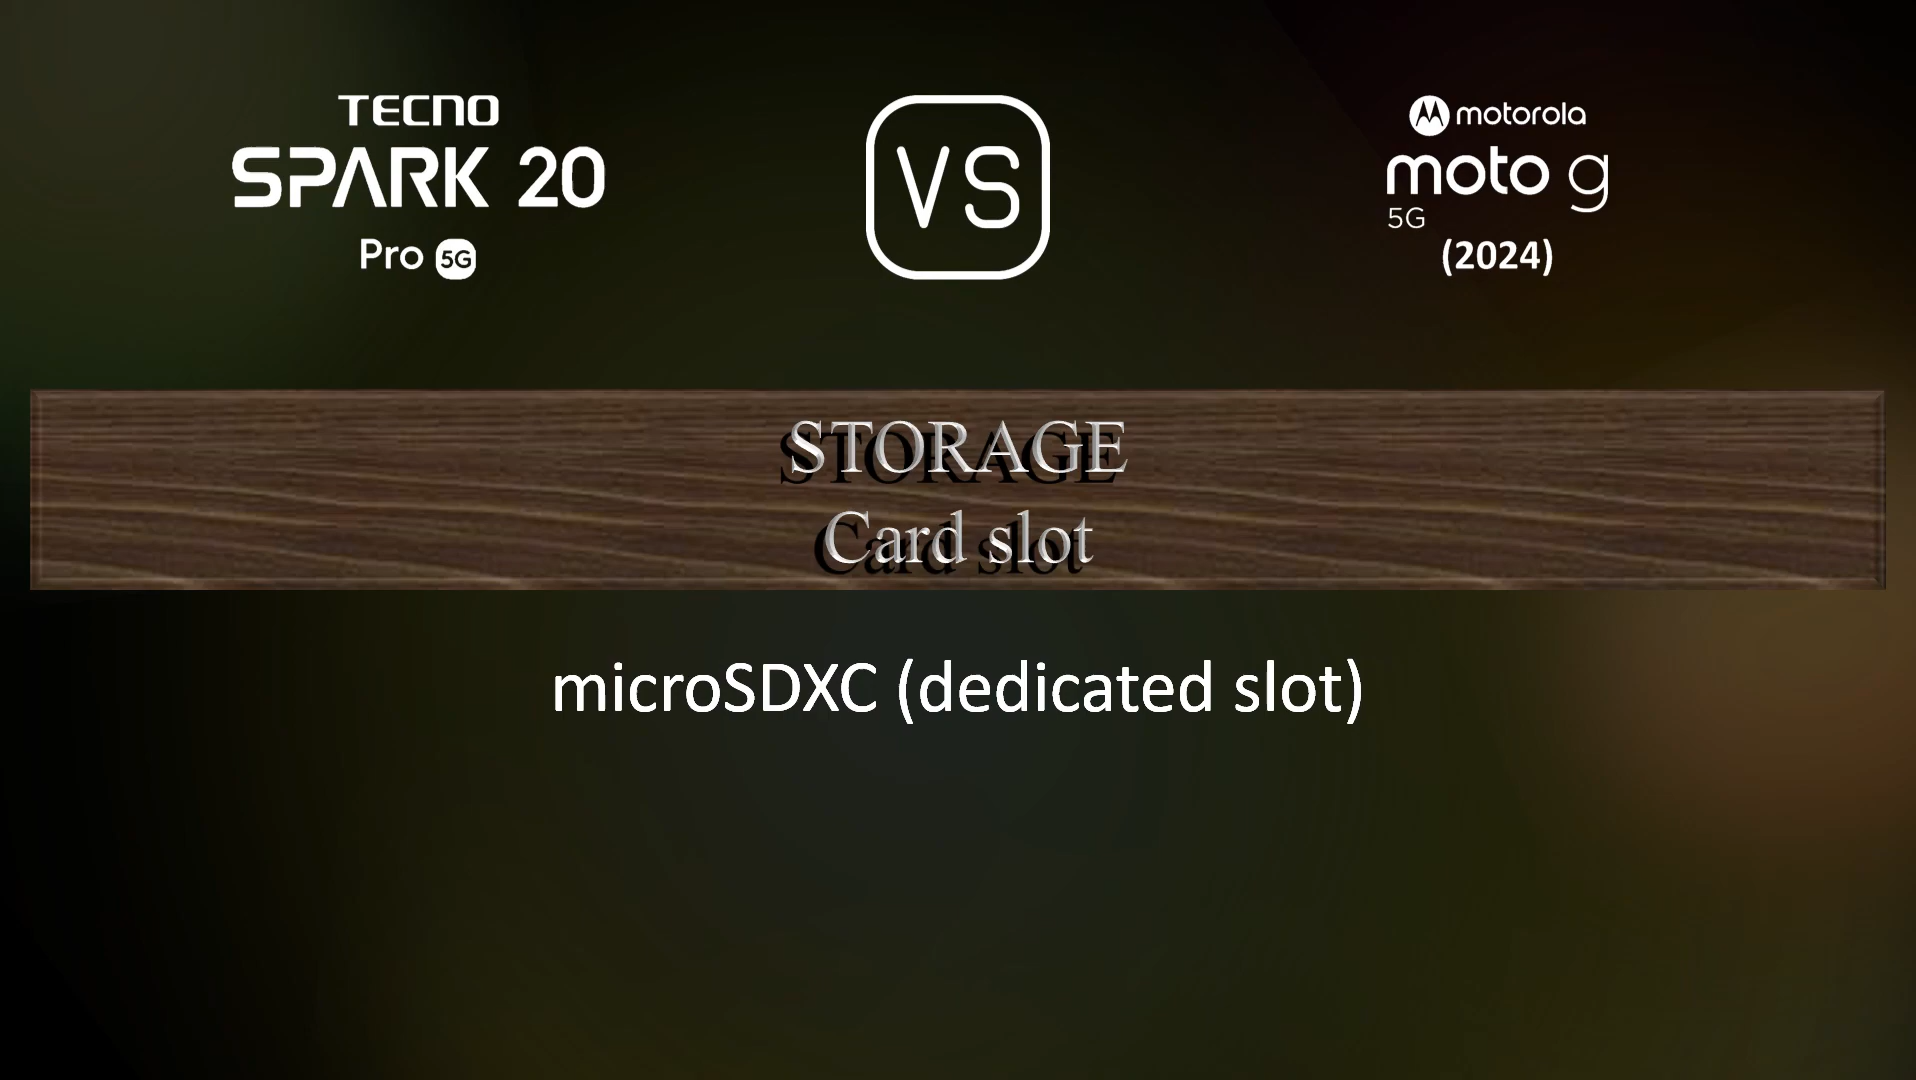 TECNO
SPARK 20
Pro 5G
VS
motorola
moto g
5G
(2024)
STORAGE
Card slot
microSDXC (dedicated slot)